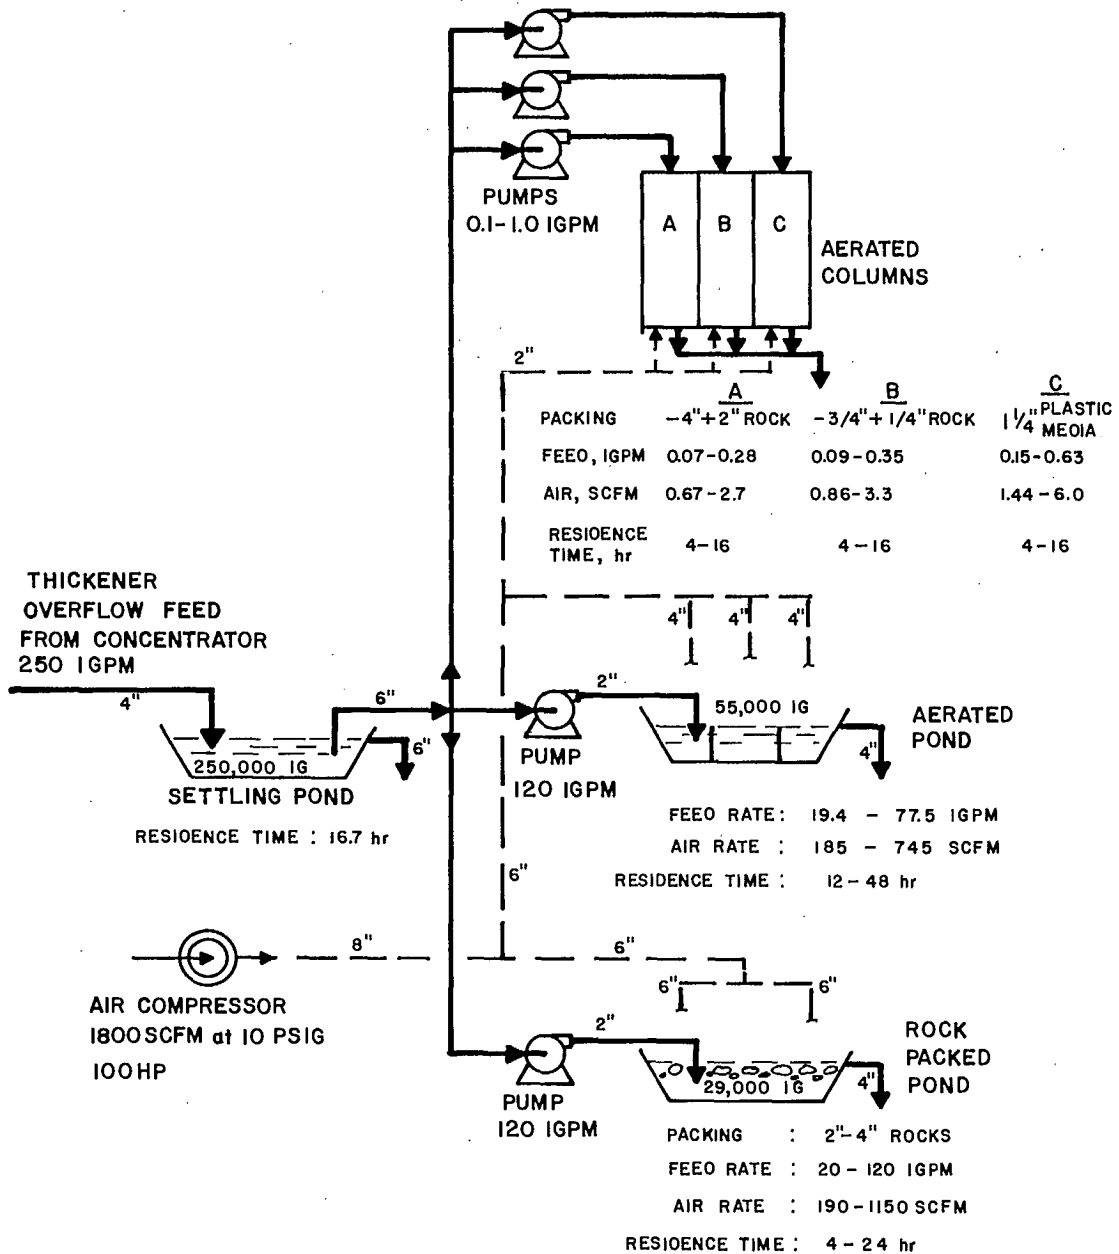 PUMPS
0.1-1.0 IGPM
A B C
AERATED
COLUMNS
2"
A B C
PACKING -4"+2" ROCK -3/4"+1/4" ROCK 1 1/4" PLASTIC MEOIA
FEEO, IGPM 0.07-0.28 0.09-0.35 0.15-0.63
AIR, SCFM 0.67-2.7 0.86-3.3 1.44-6.0
RESIOENCE
TIME, hr 4-16 4-16 4-16
THICKENER
OVERFLOW FEED
FROM CONCENTRATOR
250 IGPM
4"
6"
6"
250,000 IG
SETTLING POND
RESIOENCE TIME : 16.7 hr
4" 4" 4"
2"
PUMP
120 IGPM
55,000 IG
4"
AERATED
POND
FEEO RATE: 19.4 - 77.5 IGPM
AIR RATE : 185 - 745 SCFM
RESIDENCE TIME : 12-48 hr
6"
8"
6"
6" 6"
AIR COMPRESSOR
1800 SCFM at 10 PSIG
100 HP
2"
PUMP
120 IGPM
29,000 IG
4"
ROCK
PACKED
POND
PACKING : 2"-4" ROCKS
FEEO RATE : 20-120 IGPM
AIR RATE : 190-1150 SCFM
RESIOENCE TIME : 4-24 hr